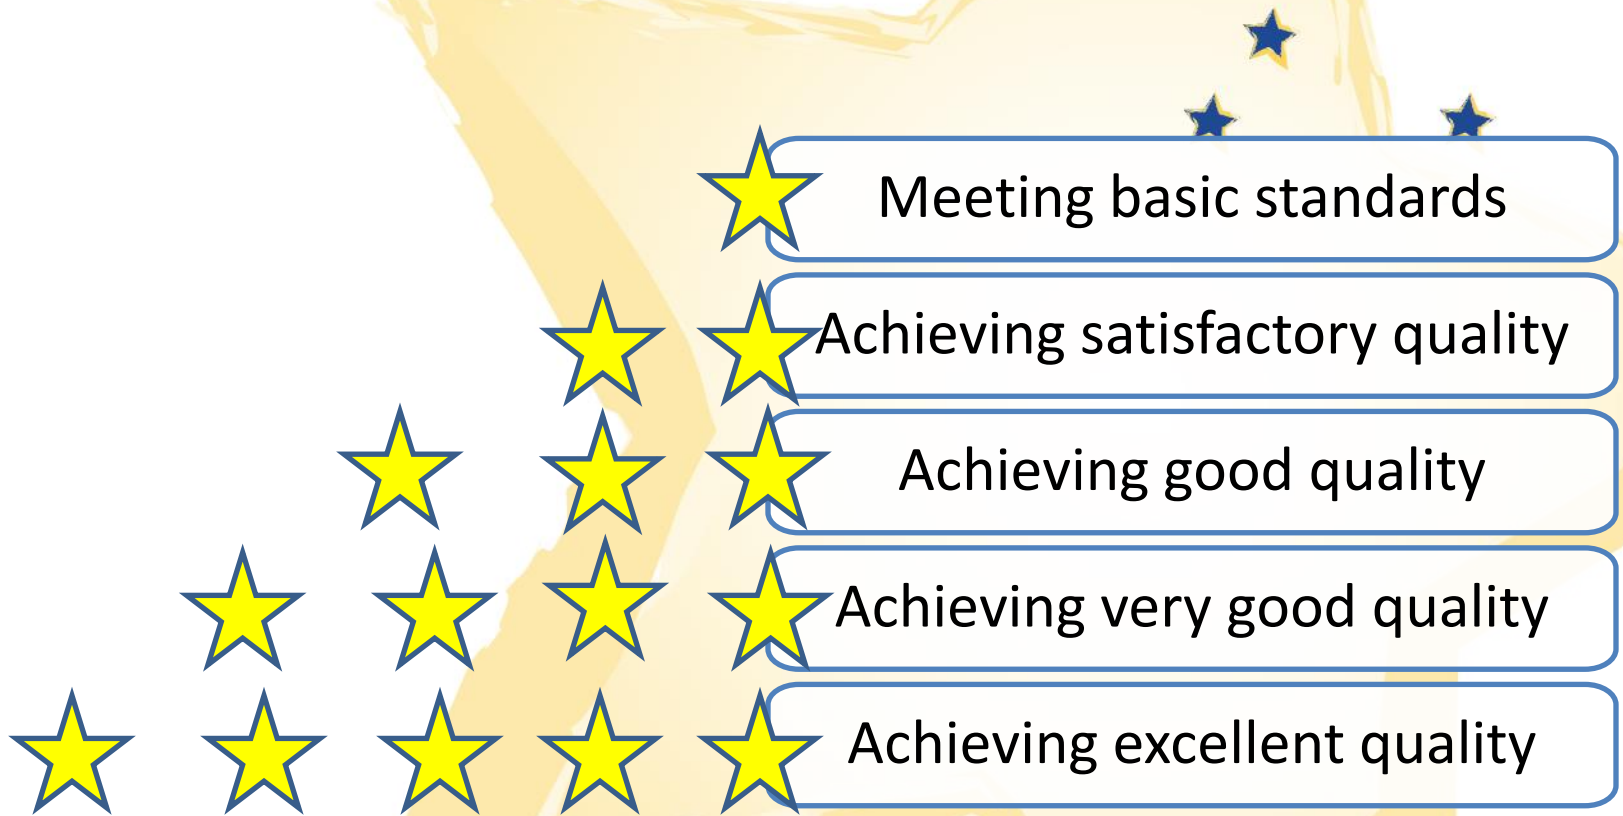 Meeting basic standards
Achieving satisfactory quality
Achieving good quality
Achieving very good quality
Achieving excellent quality